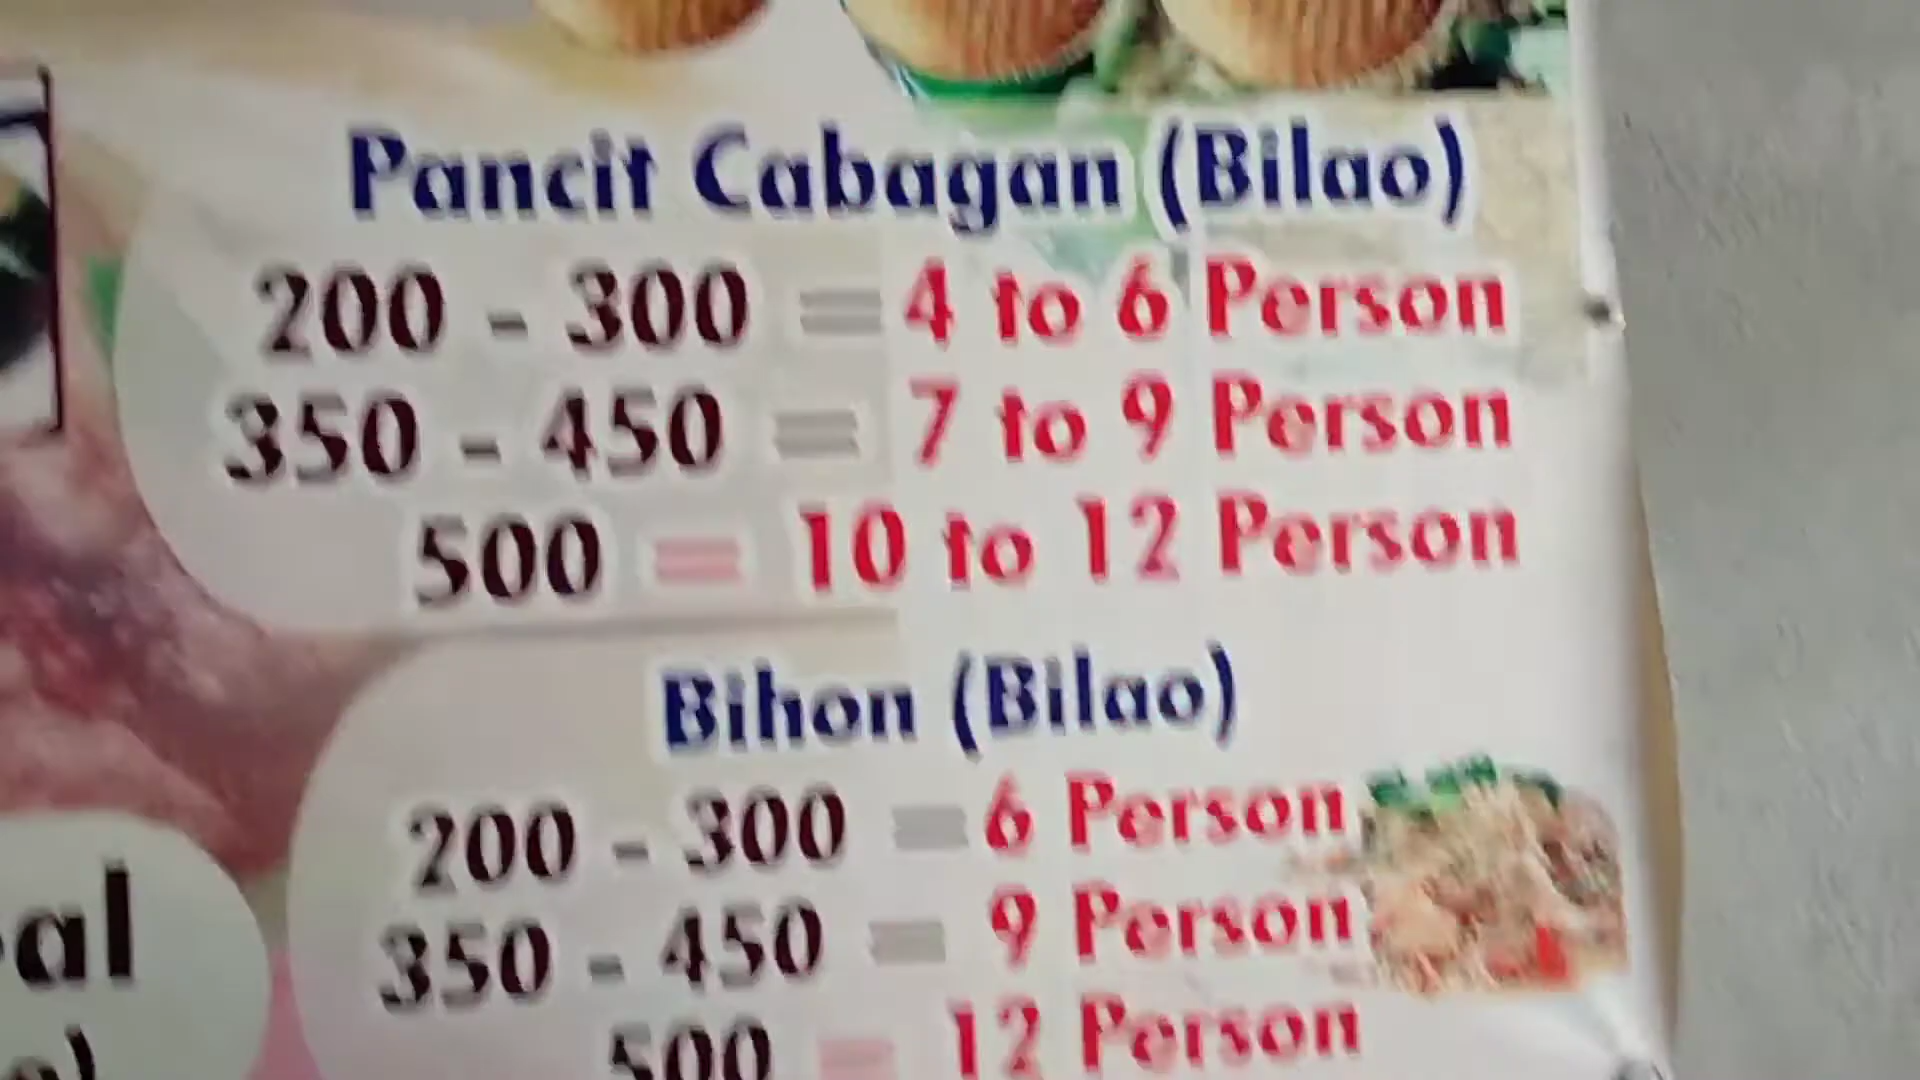 Pancit Cabagan (Bilao)
200 - 300 = 4 to 6 Person
350 - 450 = 7 to 9 Person
500 = 10 to 12 Person
Bihon (Bilao)
200 - 300 = 6 Person
350 - 450 = 9 Person
500 = 12 Person
al